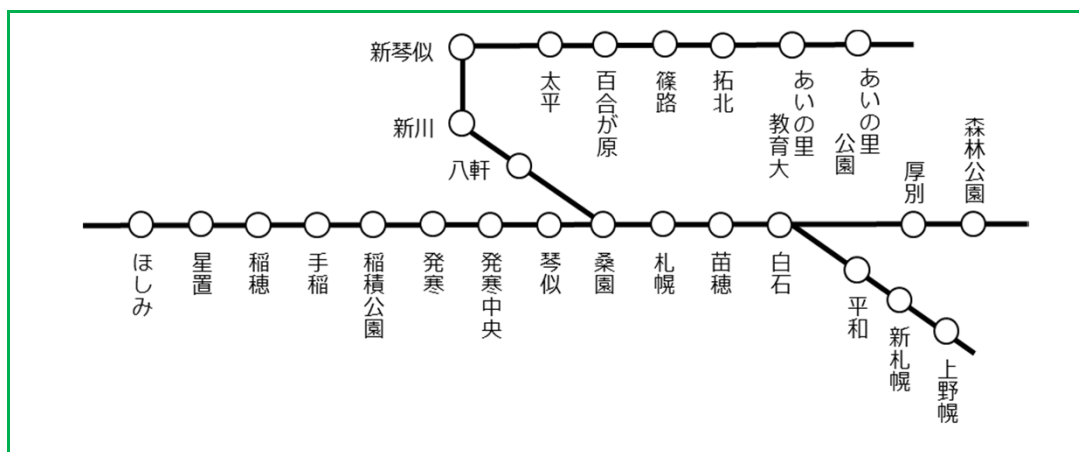 新琴似
太平
百合が原
篠路
拓北
あいの里
教育大
あいの里
公園
新川
八軒
厚別
森林公園
ほしみ
星置
稲穂
手稲
稲積公園
発寒
発寒中央
琴似
桑園
札幌
苗穂
白石
平和
新札幌
上野幌